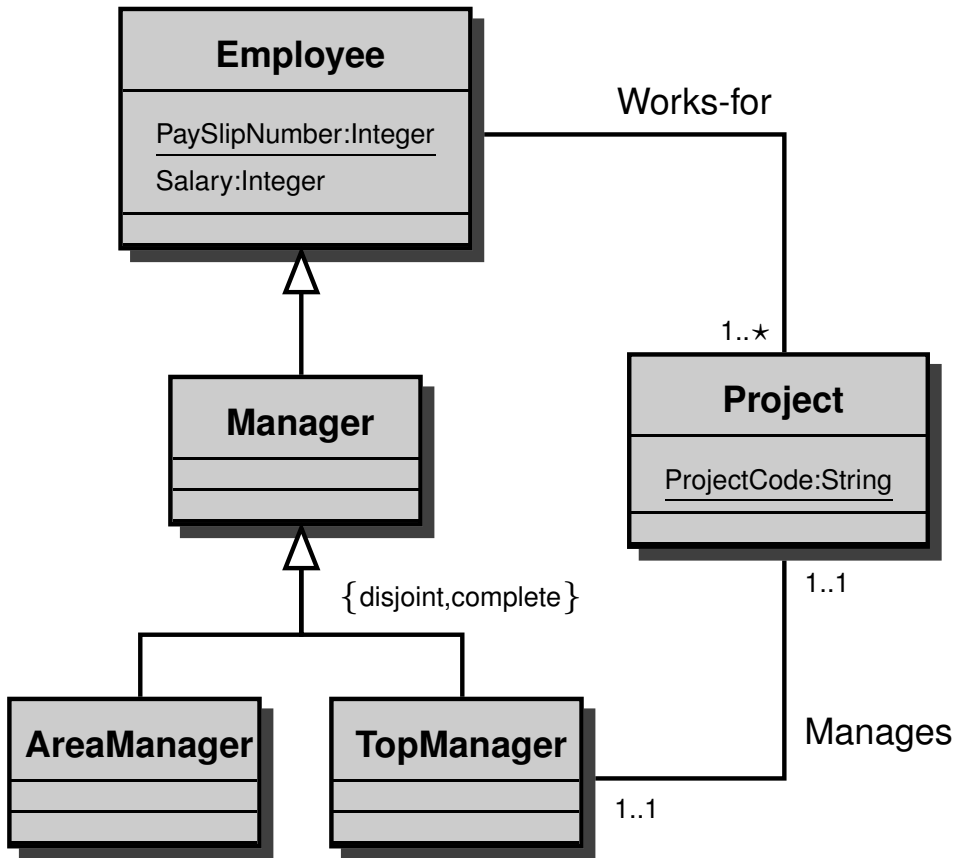 Employee
PaySlipNumber:Integer
Salary:Integer
Works-for
1..⋆
Manager
Project
ProjectCode:String
{disjoint,complete}
1..1
AreaManager
TopManager
Manages
1..1